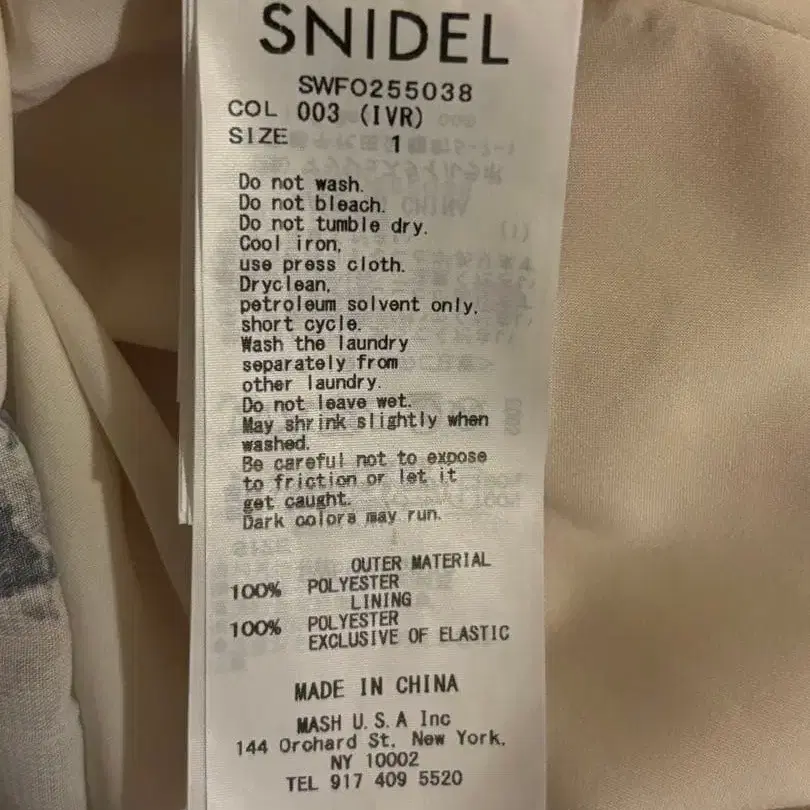 SNIDEL
SWFO255038
COL 003 (IVR)
SIZE 1
Do not wash.
Do not bleach.
Do not tumble dry.
Cool iron,
use press cloth.
Dryclean,
petroleum solvent only,
short cycle.
Wash the laundry
separately from
other laundry.
Do not leave wet.
May shrink slightly when
washed.
Be careful not to expose
to friction or let it
get caught.
Dark colors may run.
OUTER MATERIAL
100% POLYESTER
LINING
100% POLYESTER
EXCLUSIVE OF ELASTIC
MADE IN CHINA
MASH U.S.A Inc
144 Orchard St, New York,
NY 10002
TEL 917 409 5520